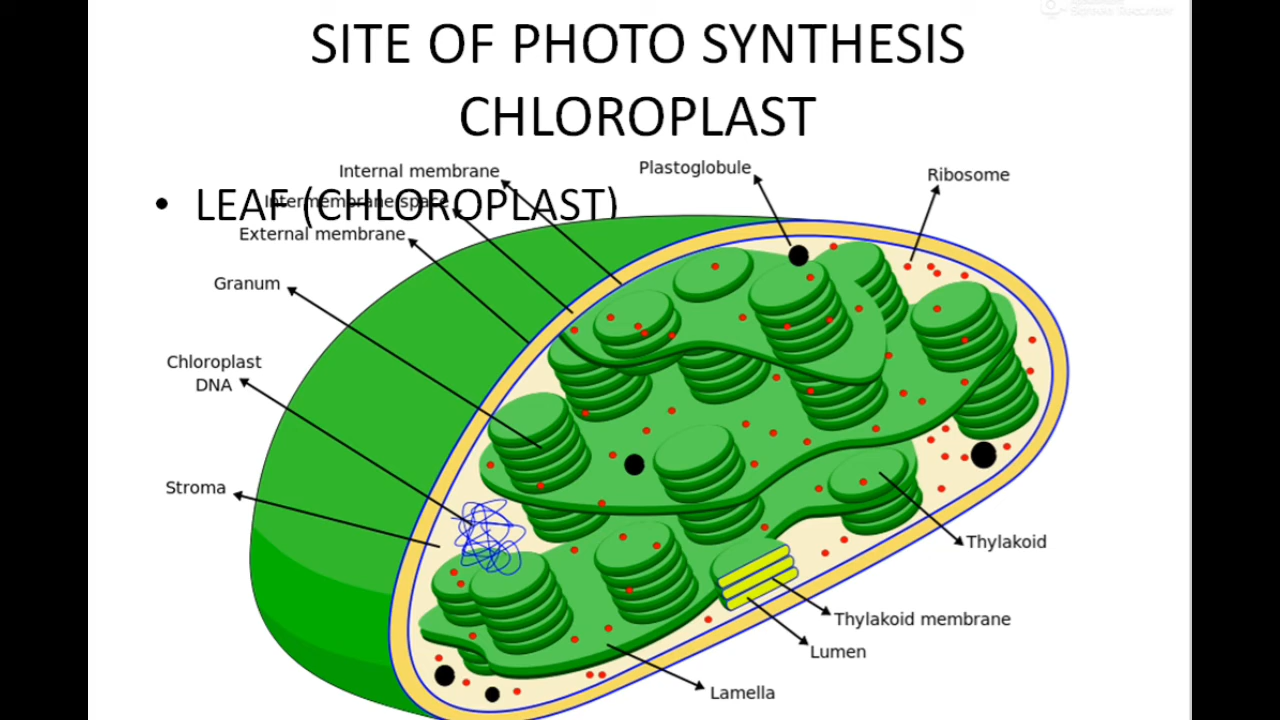 SITE OF PHOTO SYNTHESIS
CHLOROPLAST
Internal membrane
Plastoglobule
Ribosome
• LEAF (CHLOROPLAST)
Intermembrane space
External membrane
Granum
Chloroplast
DNA
Stroma
Thylakoid
Thylakoid membrane
Lumen
Lamella